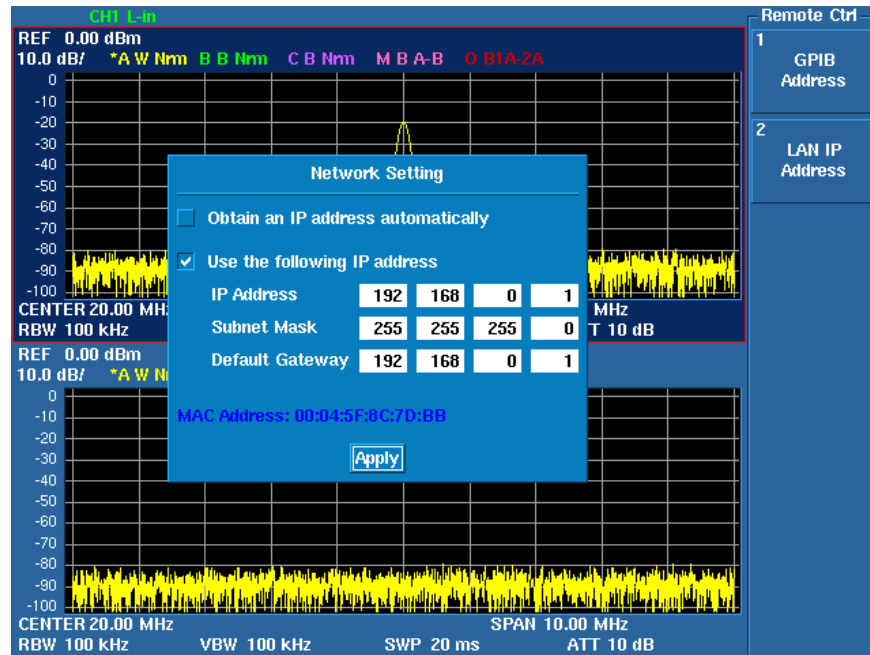 CH1 L-in
REF 0.00 dBm
10.0 dB/ *A W Nrm B B Nrm C B Nrm M B A-B O B1A-2A
0
-10
-20
-30
-40
-50
-60
-70
-80
-90
-100
CENTER 20.00 MHz MHz
RBW 100 kHz TT 10 dB
Network Setting
Obtain an IP address automatically
Use the following IP address
IP Address 192 168 0 1
Subnet Mask 255 255 255 0
Default Gateway 192 168 0 1
MAC Address: 00:04:5F:8C:7D:BB
Apply
REF 0.00 dBm
10.0 dB/ *A W N
0
-10
-20
-30
-40
-50
-60
-70
-80
-90
-100
CENTER 20.00 MHz SPAN 10.00 MHz
RBW 100 kHz VBW 100 kHz SWP 20 ms ATT 10 dB
Remote Ctrl
1
GPIB
Address
2
LAN IP
Address